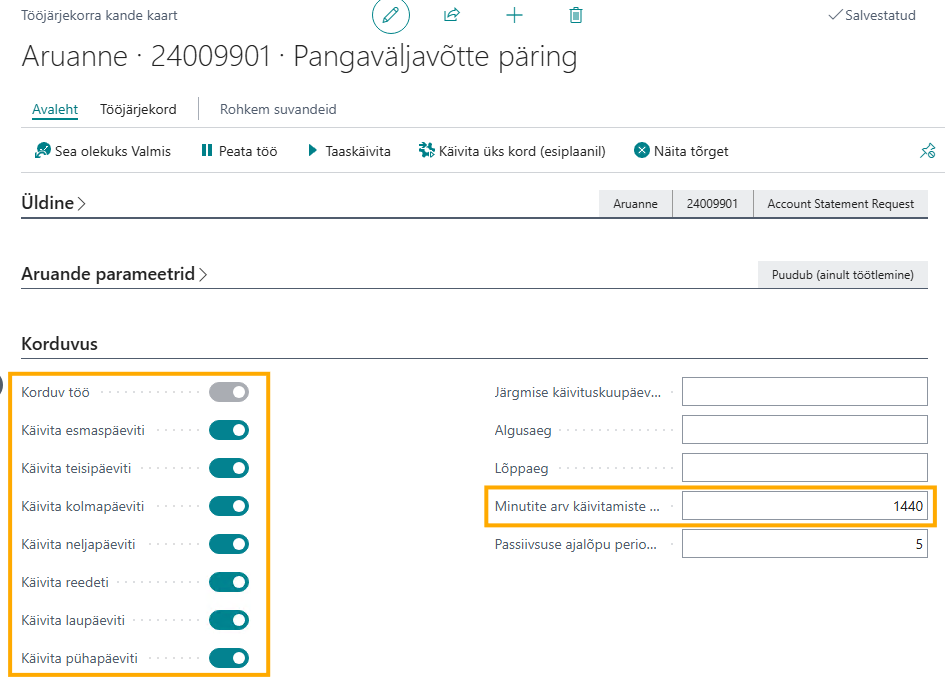 Tööjärjekorra kande kaart
Salvestatud
Aruanne · 24009901 · Pangaväljavõtte päring
Avaleht Tööjärjekord Rohkem suvandeid
Sea olekuks Valmis Peata töö Taaskäivita Käivita üks kord (esiplaanil) Näita tõrget
Üldine
Aruanne 24009901 Account Statement Request
Aruande parameetrid
Puudub (ainult töötlemine)
Korduvus
Korduv töö
Käivita esmaspäeviti
Käivita teisipäeviti
Käivita kolmapäeviti
Käivita neljapäeviti
Käivita reedeti
Käivita laupäeviti
Käivita pühapäeviti
Järgmise käivituskuupäev...
Algusaeg
Lõppaeg
Minutite arv käivitamiste ... 1440
Passiivsuse ajalõpu perio... 5